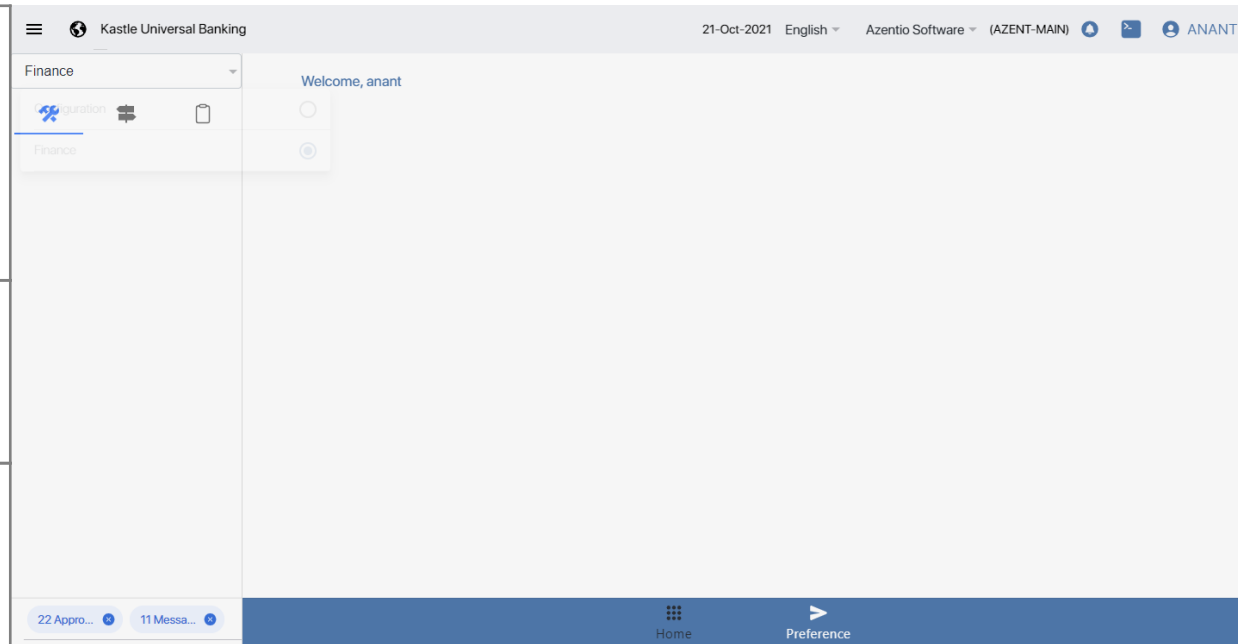 Kastle Universal Banking 21-Oct-2021 English Azentio Software (AZENT-MAIN) ANANT
Finance
Welcome, anant
Configuration
Finance
22 Appro... 11 Messa...
Home Preference